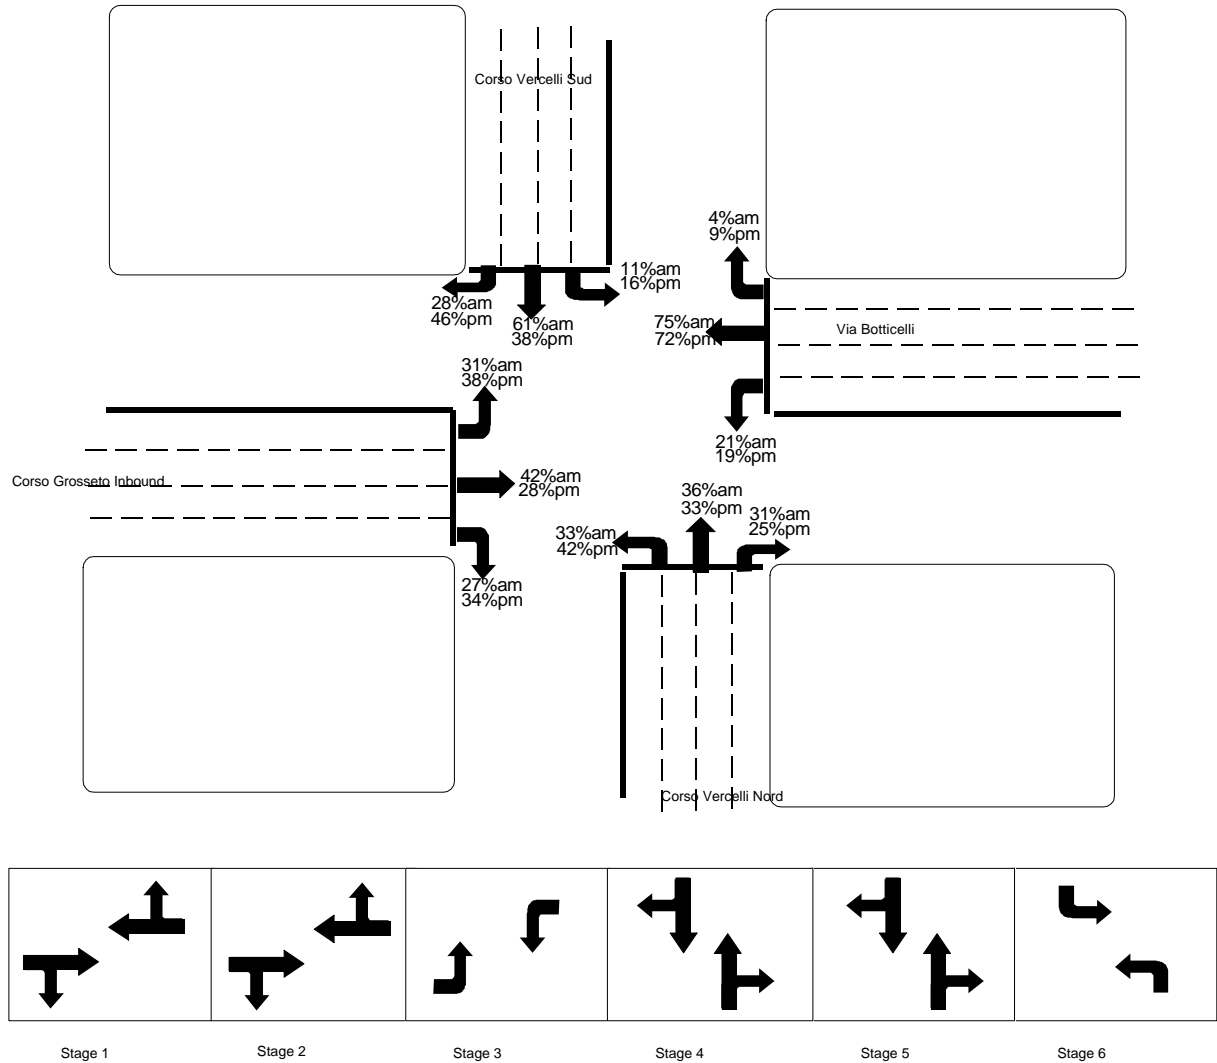 Corso Vercelli Sud
4%am
9%pm
11%am
16%pm
28%am
46%pm
61%am
38%pm
75%am
72%pm
Via Botticelli
31%am
38%pm
21%am
19%pm
Corso Grosseto Inbound
42%am
28%pm
36%am
33%pm
31%am
25%pm
33%am
42%pm
27%am
34%pm
Corso Vercelli Nord
Stage 1
Stage 2
Stage 3
Stage 4
Stage 5
Stage 6